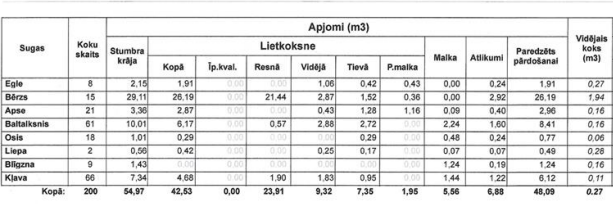 Sugas Koku skaits Apjomi (m3) Vidējais koks (m3)
Stumbra krāja Lietkoksne Malka Atlikumi Paredzēts pārdošanai
Kopā Īp.kval. Resnā Vidējā Tievā P.malka
Egle 8 2,15 1,91 0,00 0,00 1,06 0,42 0,43 0,00 0,24 1,91 0,27
Bērzs 15 29,11 26,19 0,00 21,44 2,87 1,52 0,36 0,00 2,92 26,19 1,94
Apse 21 3,36 2,87 0,00 0,00 0,43 1,28 1,16 0,09 0,40 2,96 0,16
Baltalksnis 61 10,01 6,17 0,00 0,57 2,88 2,72 0,00 2,24 1,60 8,41 0,16
Osis 18 1,01 0,29 0,00 0,00 0,00 0,29 0,00 0,48 0,24 0,77 0,06
Liepa 2 0,56 0,42 0,00 0,00 0,25 0,17 0,00 0,07 0,07 0,49 0,28
Blīgzna 9 1,43 0,00 0,00 0,00 0,00 0,00 0,00 1,24 0,19 1,24 0,16
Kļava 66 7,34 4,68 0,00 1,90 1,83 0,95 0,00 1,44 1,22 6,12 0,11
Kopā: 200 54,97 42,53 0,00 23,91 9,32 7,35 1,95 5,56 6,88 48,09 0.27